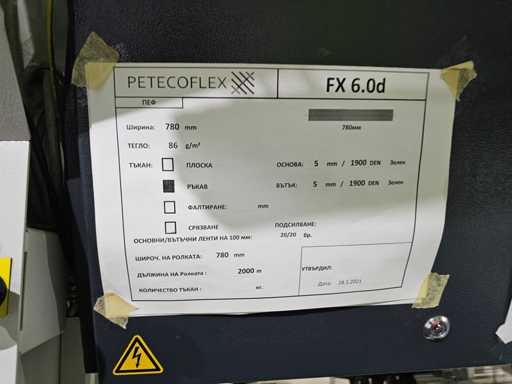 PETECOFLEX
FX 6.0d
ПЕФ
Ширина: 780 mm
780мм
ТЕГЛО: 86 g/m²
ТЪКАН: ПЛОСКА
ОСНОВА: 5 mm / 1900 DEN Зелен
РЪКАВ
ВЪТЪК: 5 mm / 1900 DEN Зелен
ФАЛТИРАНЕ: mm
СРЯЗВАНЕ
ПОДСИЛВАНЕ:
ОСНОВНИ/ВЪТЪЧНИ ЛЕНТИ НА 100 мм: 20/20 бр.
ШИРОЧ. НА РОЛКАТА: 780 mm
ДЪЛЖИНА НА Ролката : 2000 m
УТВЪРДИЛ:
КОЛИЧЕСТВО ТЪКАН : кг.
Дата: